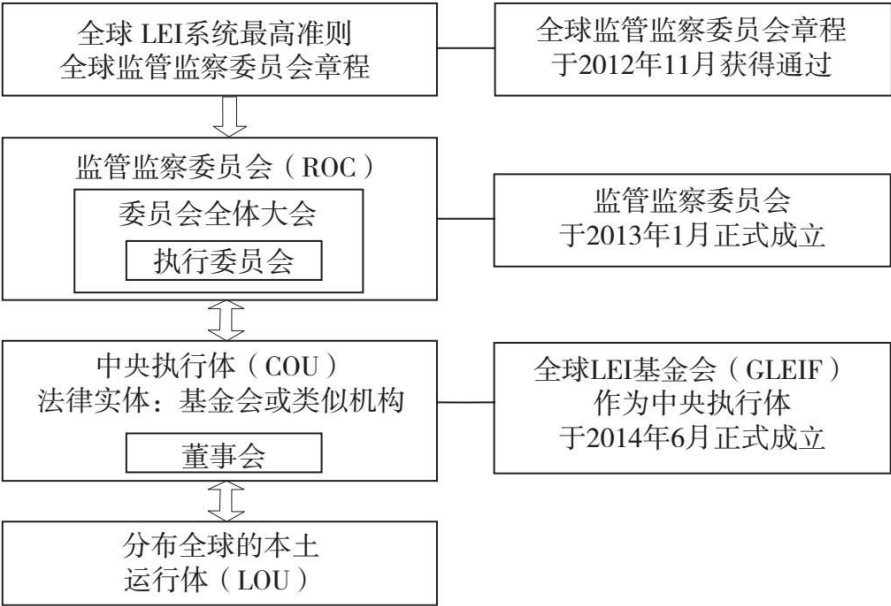 全球 LEI系统最高准则
全球监管监察委员会章程
全球监管监察委员会章程
于2012年11月获得通过
监管监察委员会（ROC）
委员会全体大会
执行委员会
监管监察委员会
于2013年1月正式成立
中央执行体（COU）
法律实体：基金会或类似机构
董事会
全球LEI基金会（GLEIF）
作为中央执行体
于2014年6月正式成立
分布全球的本土
运行体（LOU）